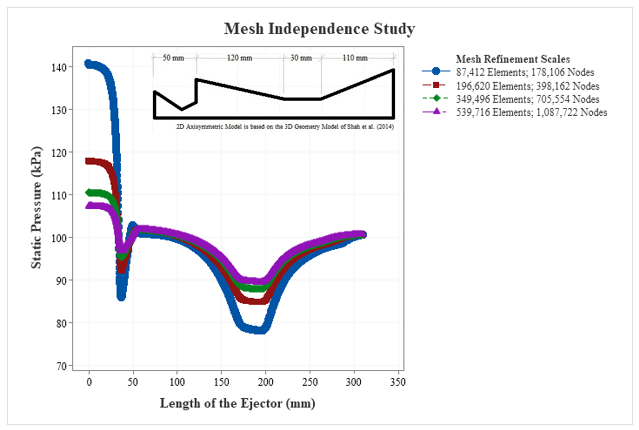 Mesh Independence Study
50 mm 120 mm 30 mm 110 mm
2D Axisymmetric Model is based on the 3D Geometry Model of Shah et al. (2014)
Mesh Refinement Scales
87,412 Elements; 178,106 Nodes
196,620 Elements; 398,162 Nodes
349,496 Elements; 705,554 Nodes
539,716 Elements; 1,087,722 Nodes
Static Pressure (kPa)
140
130
120
110
100
90
80
70
0 50 100 150 200 250 300 350
Length of the Ejector (mm)